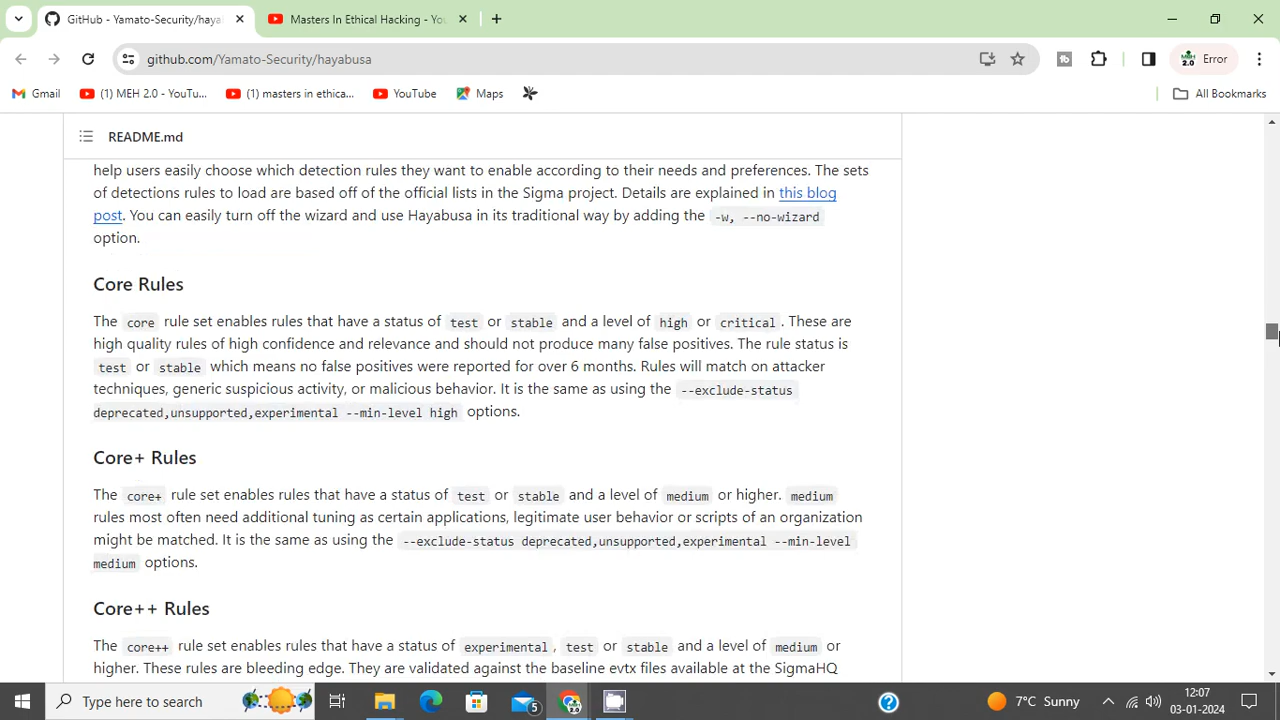 GitHub - Yamato-Security/haya
Masters In Ethical Hacking - Yo
github.com/Yamato-Security/hayabusa
MEH 2.0
Error
Gmail
(1) MEH 2.0 - YouTu...
(1) masters in ethica...
YouTube
Maps
All Bookmarks
README.md
help users easily choose which detection rules they want to enable according to their needs and preferences. The sets
of detections rules to load are based off of the official lists in the Sigma project. Details are explained in this blog
post. You can easily turn off the wizard and use Hayabusa in its traditional way by adding the -w, --no-wizard
option.
Core Rules
The core rule set enables rules that have a status of test or stable and a level of high or critical. These are
high quality rules of high confidence and relevance and should not produce many false positives. The rule status is
test or stable which means no false positives were reported for over 6 months. Rules will match on attacker
techniques, generic suspicious activity, or malicious behavior. It is the same as using the --exclude-status
deprecated,unsupported,experimental --min-level high options.
Core+ Rules
The core+ rule set enables rules that have a status of test or stable and a level of medium or higher. medium
rules most often need additional tuning as certain applications, legitimate user behavior or scripts of an organization
might be matched. It is the same as using the --exclude-status deprecated,unsupported,experimental --min-level
medium options.
Core++ Rules
The core++ rule set enables rules that have a status of experimental, test or stable and a level of medium or
higher. These rules are bleeding edge. They are validated against the baseline evtx files available at the SigmaHQ
Type here to search
5
2.0
7°C Sunny
12:07
03-01-2024